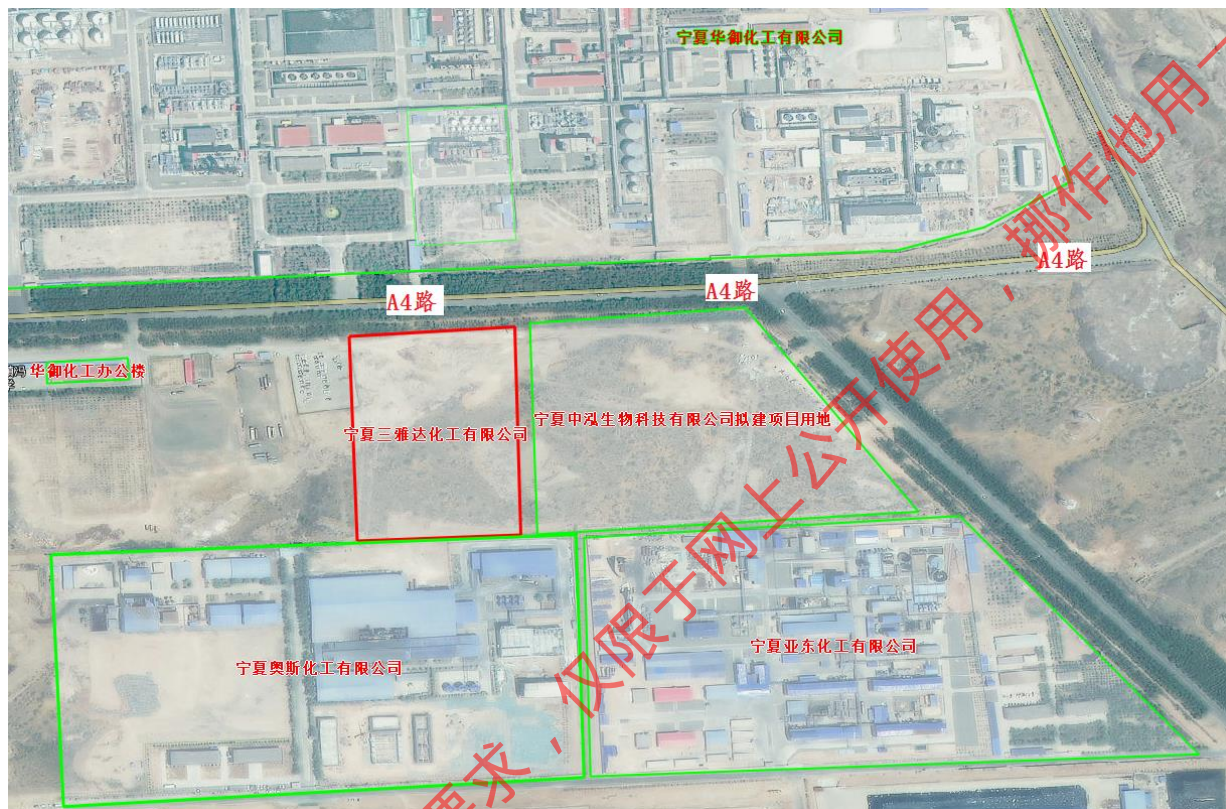 宁夏华御化工有限公司
A4路
A4路
A4路
华御化工办公楼
宁夏三雅达化工有限公司
宁夏中泓生物科技有限公司拟建项目用地
宁夏奥斯化工有限公司
宁夏亚东化工有限公司
要求，仅限于网上公开使用，挪作他用